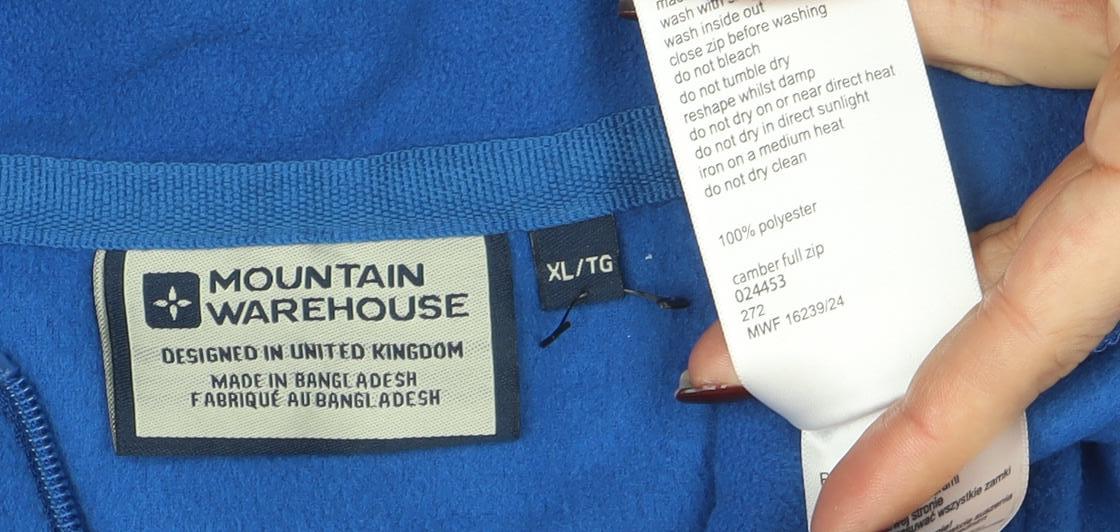 MOUNTAIN
WAREHOUSE
DESIGNED IN UNITED KINGDOM
MADE IN BANGLADESH
FABRIQUÉ AU BANGLADESH
XL/TG
wash inside out
close zip before washing
do not bleach
do not tumble dry
reshape whilst damp
do not dry on or near direct heat
do not dry in direct sunlight
iron on a medium heat
do not dry clean
100% polyester
camber full zip
024453
272
MWF 16239/24
stronie
wszystkie zamki